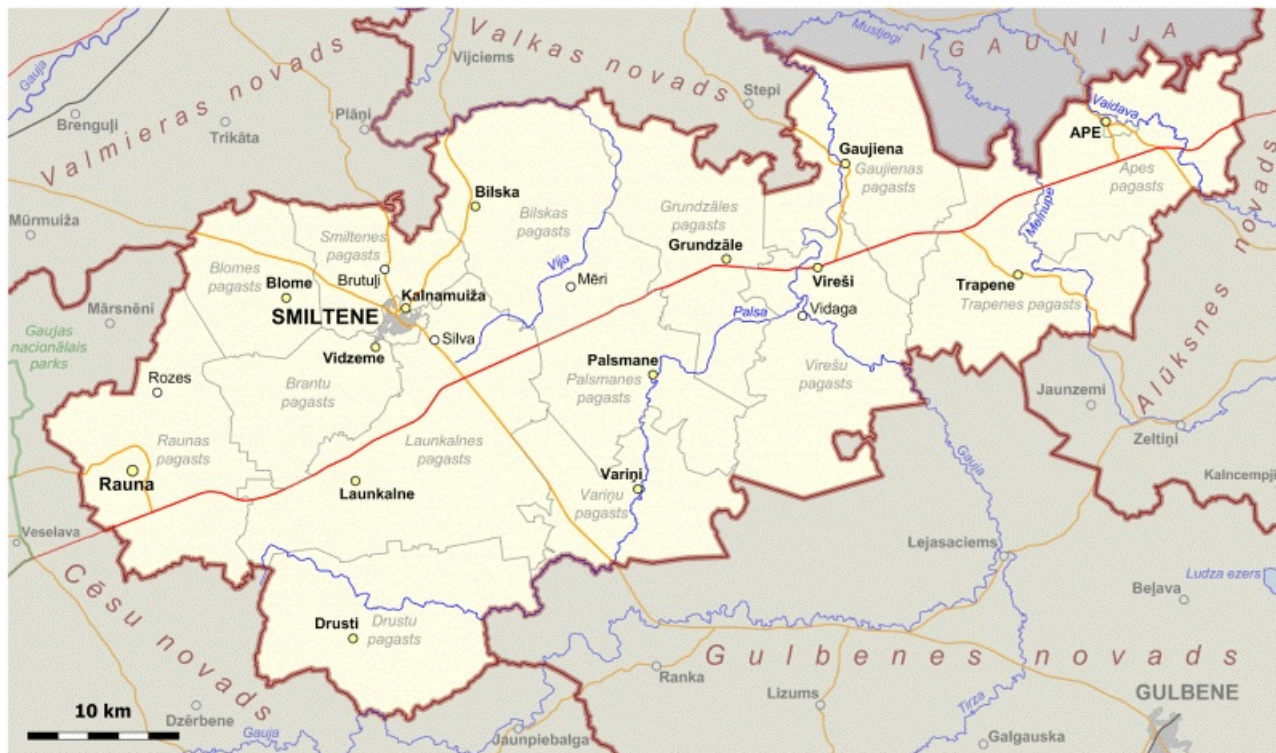 IGAUNIJA
Mustjegi
Valkas novads
Vijciems
Gauja
Stepi
Vaidava
Brenguļi
Trikāta
Plāņi
APE
Valmieras novads
Gaujiena
Gaujienas
pagasts
Apes
pagasts
Bilska
Bilskas
pagasts
Grundzāles
pagasts
Melnupe
Mūrmuiža
Smiltenes
pagasts
Blomes
pagasts
Brutuļi
Vija
Grundzāle
Vireši
Trapene
Trapenes pagasts
Blome
Mēri
Kalnamuiža
Mārsnēni
SMILTENE
Palsa
Vidaga
Gaujas
nacionālais
parks
Silva
Vidzeme
Palsmane
Palsmanes
pagasts
Virešu
pagasts
Alūksnes novads
Rozes
Brantu
pagasts
Jaunzemi
Zeltiņi
Raunas
pagasts
Launkalnes
pagasts
Gauja
Rauna
Launkalne
Variņi
Variņu
pagasts
Kalncempji
Veselava
Lejasaciems
Ludza ezers
Beļava
Cēsu novads
Drusti
Drustu
pagasts
Gulbenes novads
Ranka
Lizums
Tirza
GULBENE
10 km
Dzērbene
Gauja
Jaunpiebalga
Galgauska